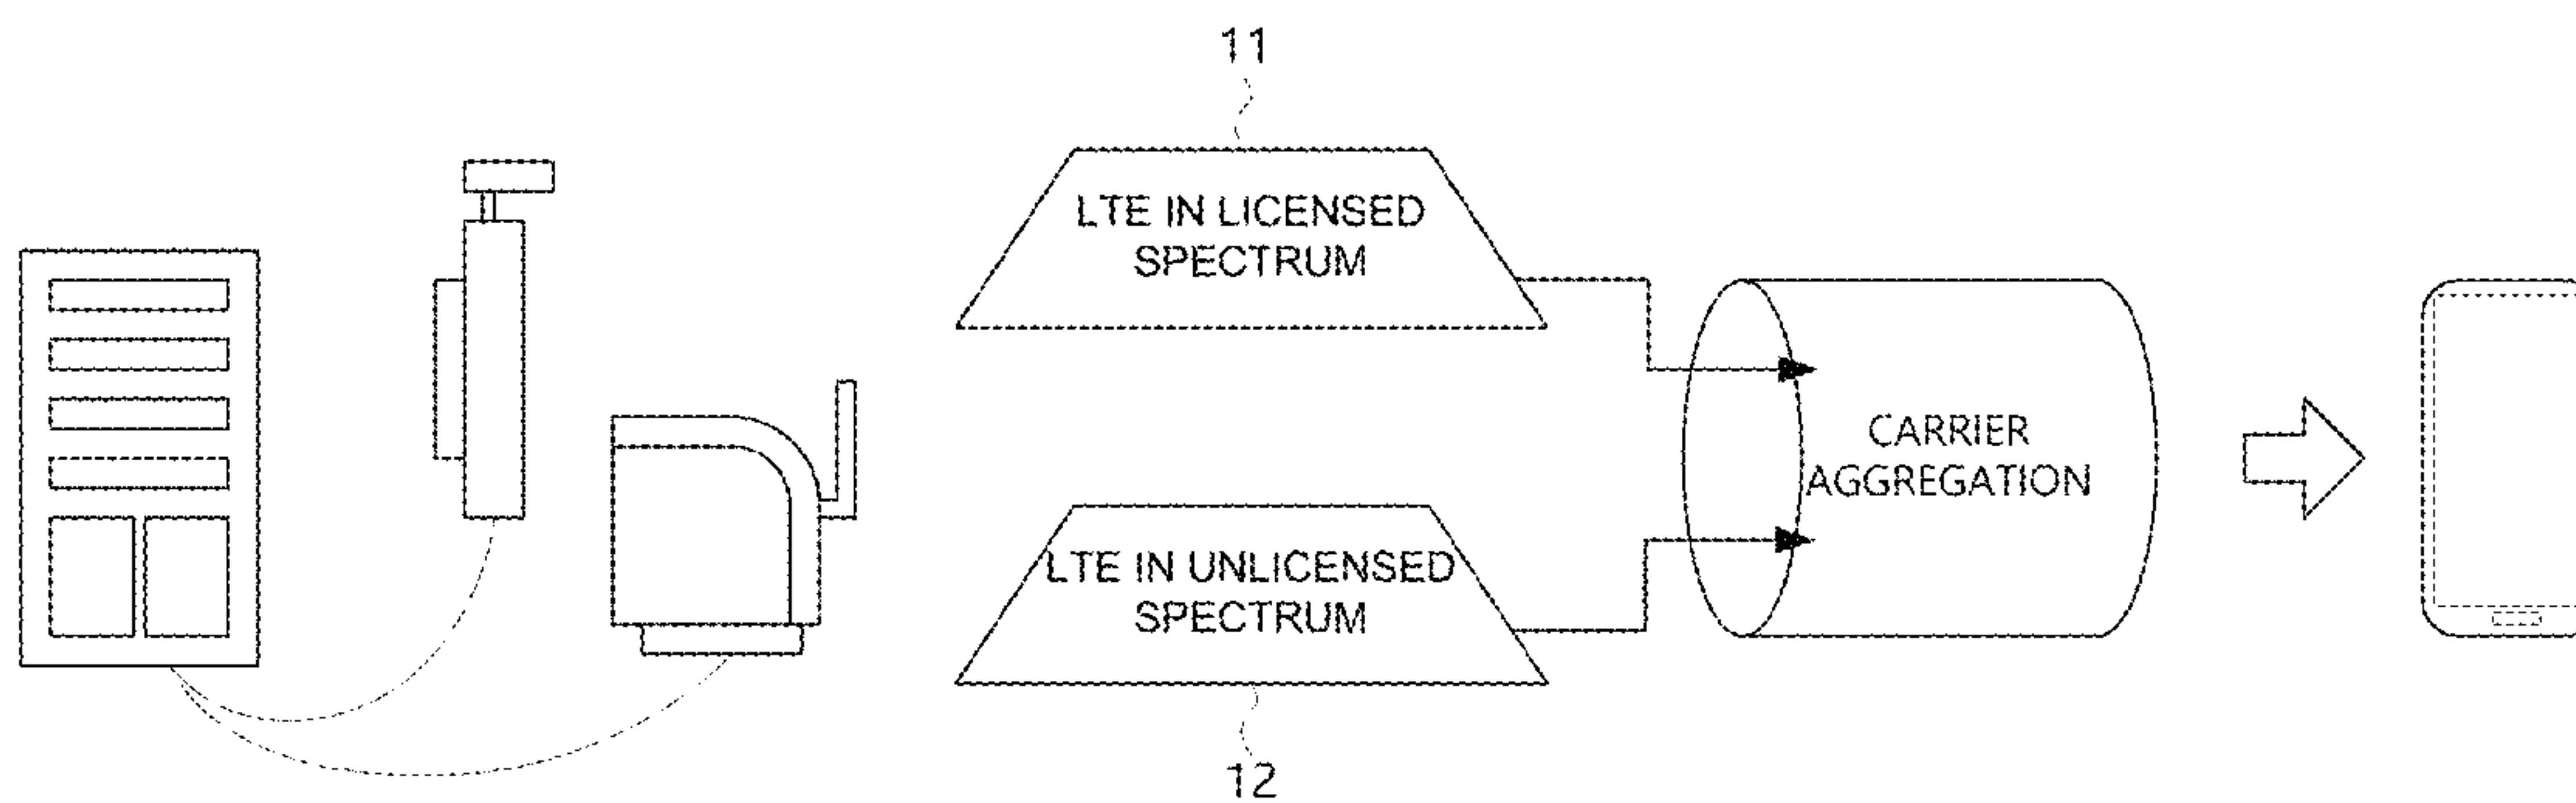 11
LTE IN LICENSED
SPECTRUM
CARRIER
AGGREGATION
LTE IN UNLICENSED
SPECTRUM
12